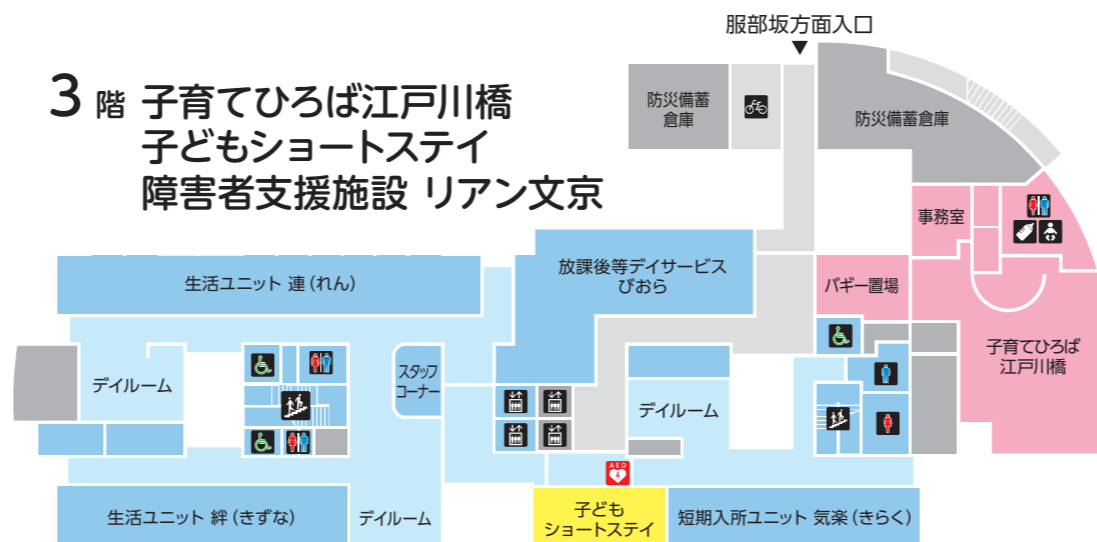 服部坂方面入口
3階 子育てひろば江戸川橋
子どもショートステイ
障害者支援施設 リアン文京
防災備蓄
倉庫
防災備蓄倉庫
事務室
生活ユニット 連(れん)
放課後等デイサービス
びおら
バギー置場
子育てひろば
江戸川橋
デイルーム
スタッフ
コーナー
デイルーム
AED
生活ユニット 絆(きずな)
デイルーム
子ども
ショートステイ
短期入所ユニット 気楽(きらく)